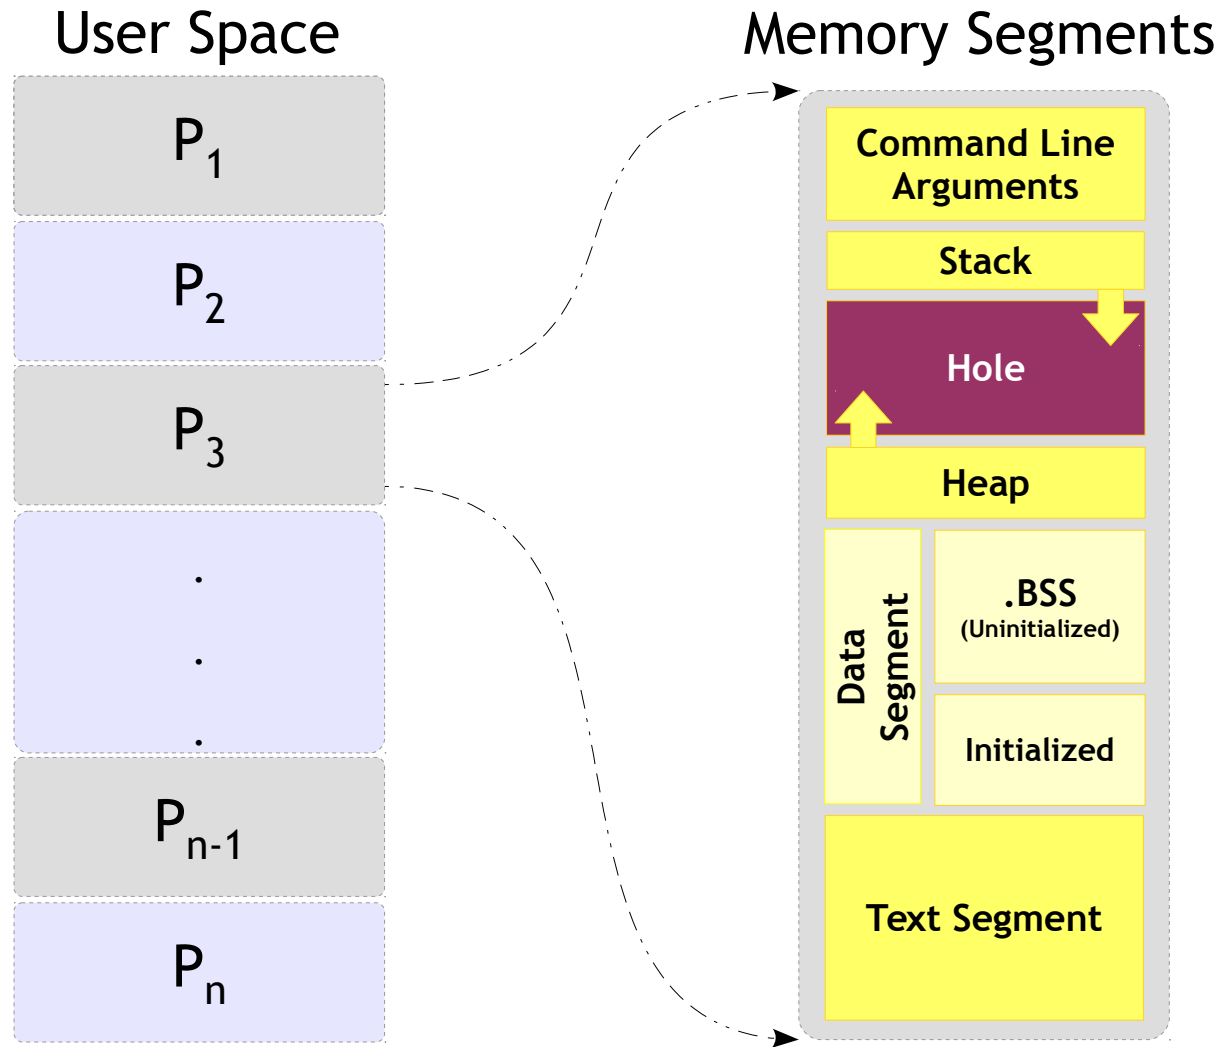 User Space
P1
P2
P3
.
.
.
Pn-1
Pn
Memory Segments
Command Line
Arguments
Stack
Hole
Heap
Data
Segment
.BSS
(Uninitialized)
Initialized
Text Segment